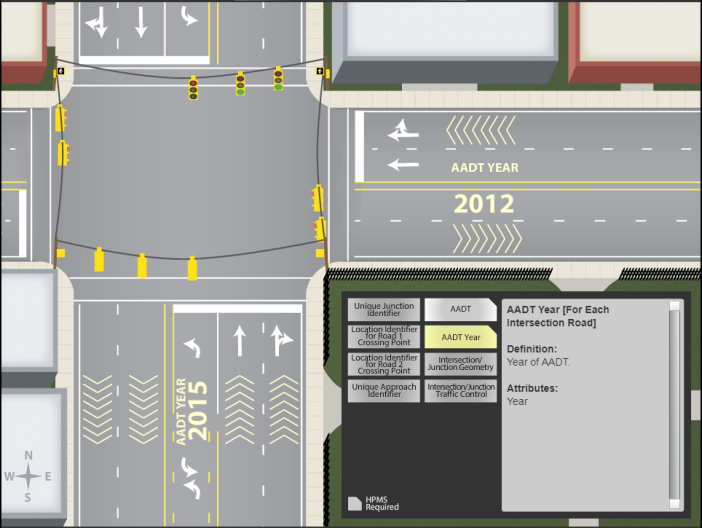 AADT YEAR
2012
AADT YEAR
2015
N
W E
S
Unique Junction
Identifier
AADT
Location Identifier
for Road 1
Crossing Point
AADT Year
Location Identifier
for Road 2
Crossing Point
Intersection/
Junction Geometry
Unique Approach
Identifier
Intersection/Junction
Traffic Control
HPMS
Required
AADT Year [For Each
Intersection Road]
Definition:
Year of AADT.
Attributes:
Year